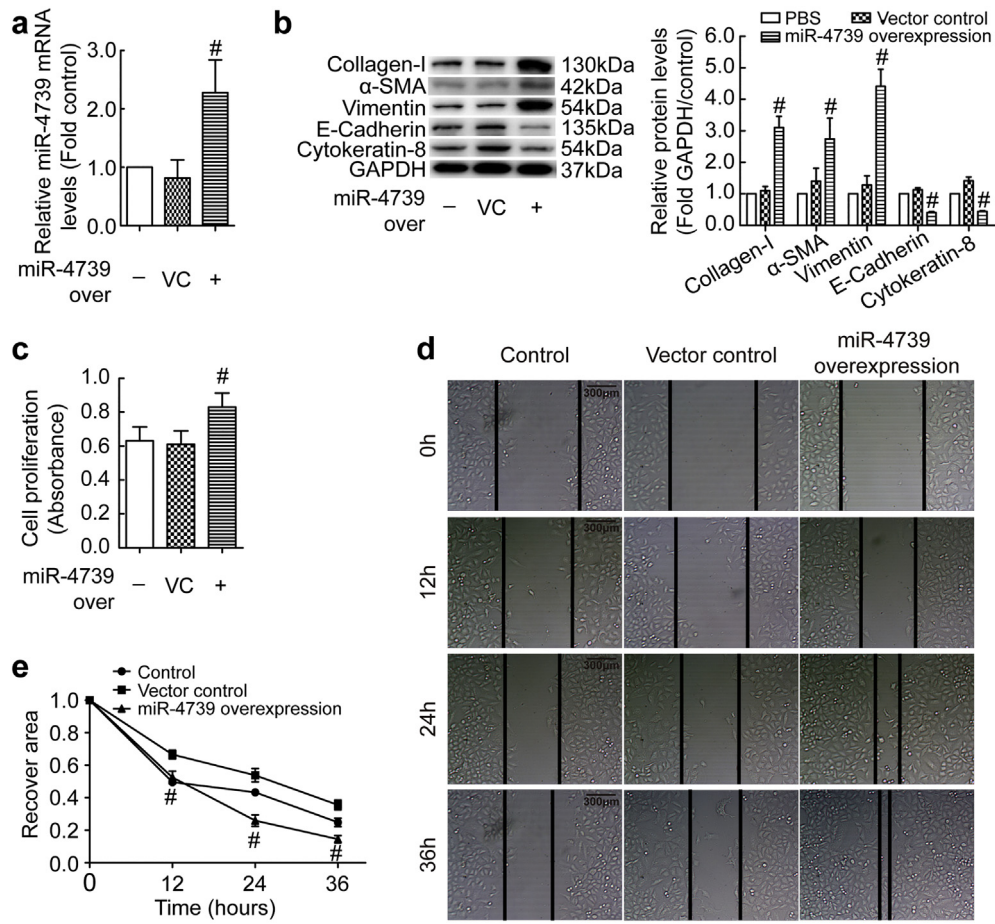 a
Relative miR-4739 mRNA
levels (Fold control)
3.0
2.0
1.0
0.0
#
miR-4739
over
– VC +
b
Collagen-I 130kDa
α-SMA 42kDa
Vimentin 54kDa
E-Cadherin 135kDa
Cytokeratin-8 54kDa
GAPDH 37kDa
miR-4739
over
– VC +
PBS Vector control
miR-4739 overexpression
Relative protein levels
(Fold GAPDH/control)
6.0
5.0
4.0
3.0
2.0
1.0
0.0
# # # # #
Collagen-I
α-SMA
Vimentin
E-Cadherin
Cytokeratin-8
c
Cell proliferation
(Absorbance)
1.0
0.8
0.6
0.4
0.2
0.0
#
miR-4739
over
– VC +
d
Control Vector control miR-4739
overexpression
0h
300μm
12h
300μm
24h
300μm
36h
300μm
e
Control
Vector control
miR-4739 overexpression
Recover area
1.0
0.8
0.6
0.4
0.2
0.0
# # #
0 12 24 36
Time (hours)